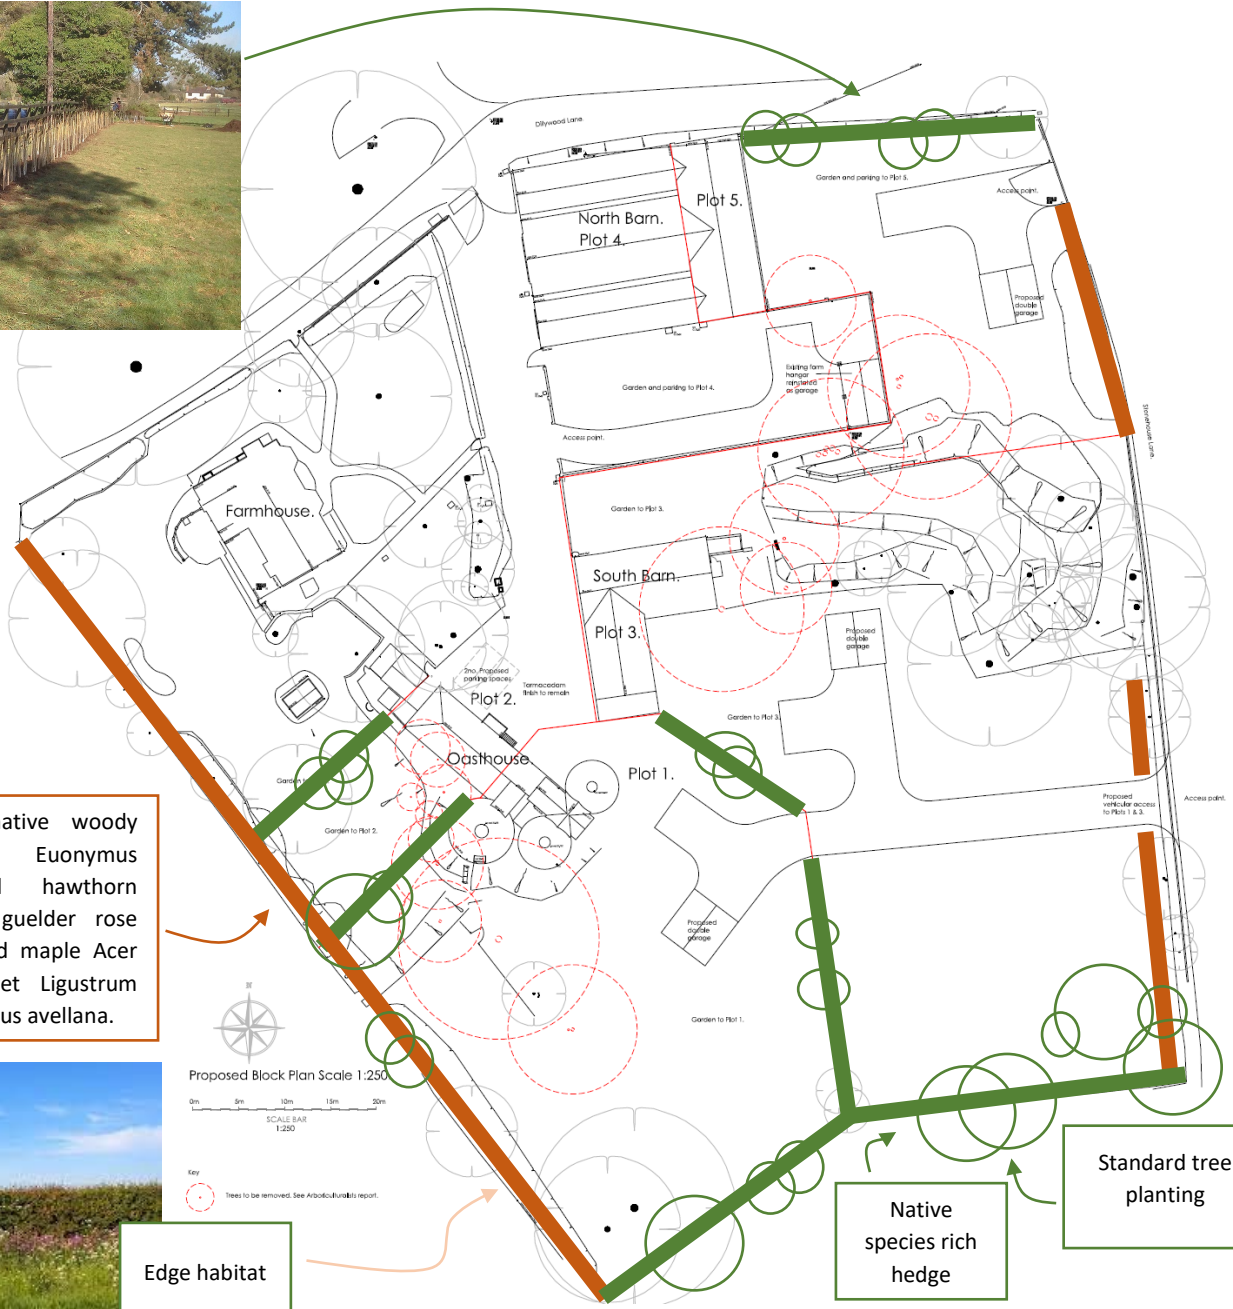 Dillywood Lane.
Garden and parking to Plot 5.
Access point.
Plot 5.
North Barn.
Plot 4.
Proposed
double
garage
Existing farm
hangar
reinstated
as garage
Garden and parking to Plot 4.
Access point.
Stonehouse Lane.
Garden to Plot 3.
Farmhouse.
South Barn.
Plot 3.
Proposed
double
garage
2no. Proposed
parking spaces
Tarmacadam
finish to remain
Plot 2.
Garden to Plot 3.
Oasthouse.
Plot 1.
Garden to
Garden to Plot 2.
Proposed
vehicular access
to Plots 1 & 3.
Access point.
native woody
Euonymus
hawthorn
guelder rose
maple Acer
Ligustrum
avellana.
Proposed
double
garage
Garden to Plot 1.
Proposed Block Plan Scale 1:250
0m 5m 10m 15m 20m
SCALE BAR
1:250
Key
Trees to be removed. See Arboriculturalists report.
Edge habitat
Native
species rich
hedge
Standard tree
planting